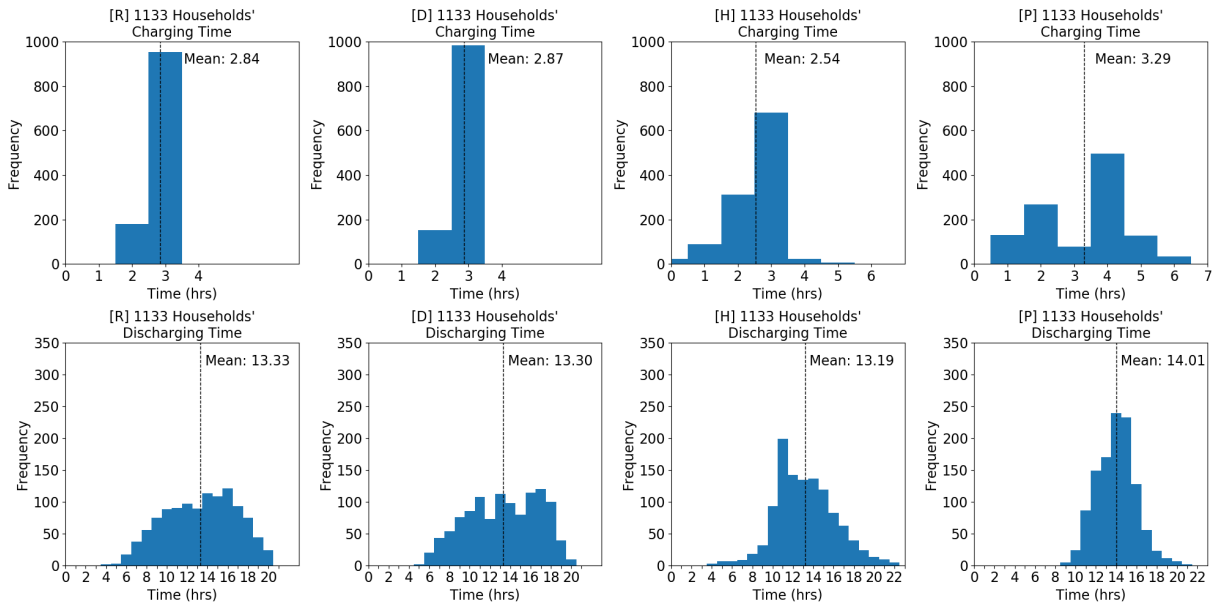 [R] 1133 Households'
Charging Time
Mean: 2.84
1000
800
600
400
200
0
Frequency
0 1 2 3 4
Time (hrs)
[D] 1133 Households'
Charging Time
Mean: 2.87
1000
800
600
400
200
0
Frequency
0 1 2 3 4
Time (hrs)
[H] 1133 Households'
Charging Time
Mean: 2.54
1000
800
600
400
200
0
Frequency
0 1 2 3 4 5 6
Time (hrs)
[P] 1133 Households'
Charging Time
Mean: 3.29
1000
800
600
400
200
0
Frequency
0 1 2 3 4 5 6 7
Time (hrs)
[R] 1133 Households'
Discharging Time
Mean: 13.33
350
300
250
200
150
100
50
0
Frequency
0 2 4 6 8 10 12 14 16 18 20
Time (hrs)
[D] 1133 Households'
Discharging Time
Mean: 13.30
350
300
250
200
150
100
50
0
Frequency
0 2 4 6 8 10 12 14 16 18 20
Time (hrs)
[H] 1133 Households'
Discharging Time
Mean: 13.19
350
300
250
200
150
100
50
0
Frequency
0 2 4 6 8 10 12 14 16 18 20 22
Time (hrs)
[P] 1133 Households'
Discharging Time
Mean: 14.01
350
300
250
200
150
100
50
0
Frequency
0 2 4 6 8 10 12 14 16 18 20 22
Time (hrs)